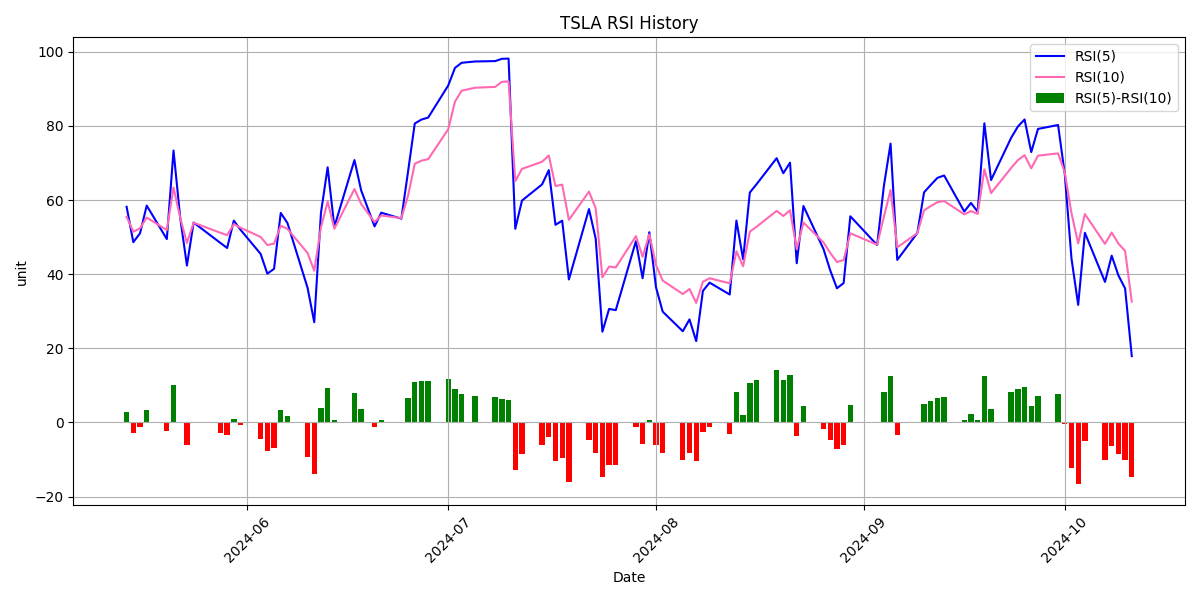 TSLA RSI History
RSI(5)
RSI(10)
RSI(5)-RSI(10)
100
80
60
40
20
0
−20
unit
2024-06
2024-07
2024-08
2024-09
2024-10
Date